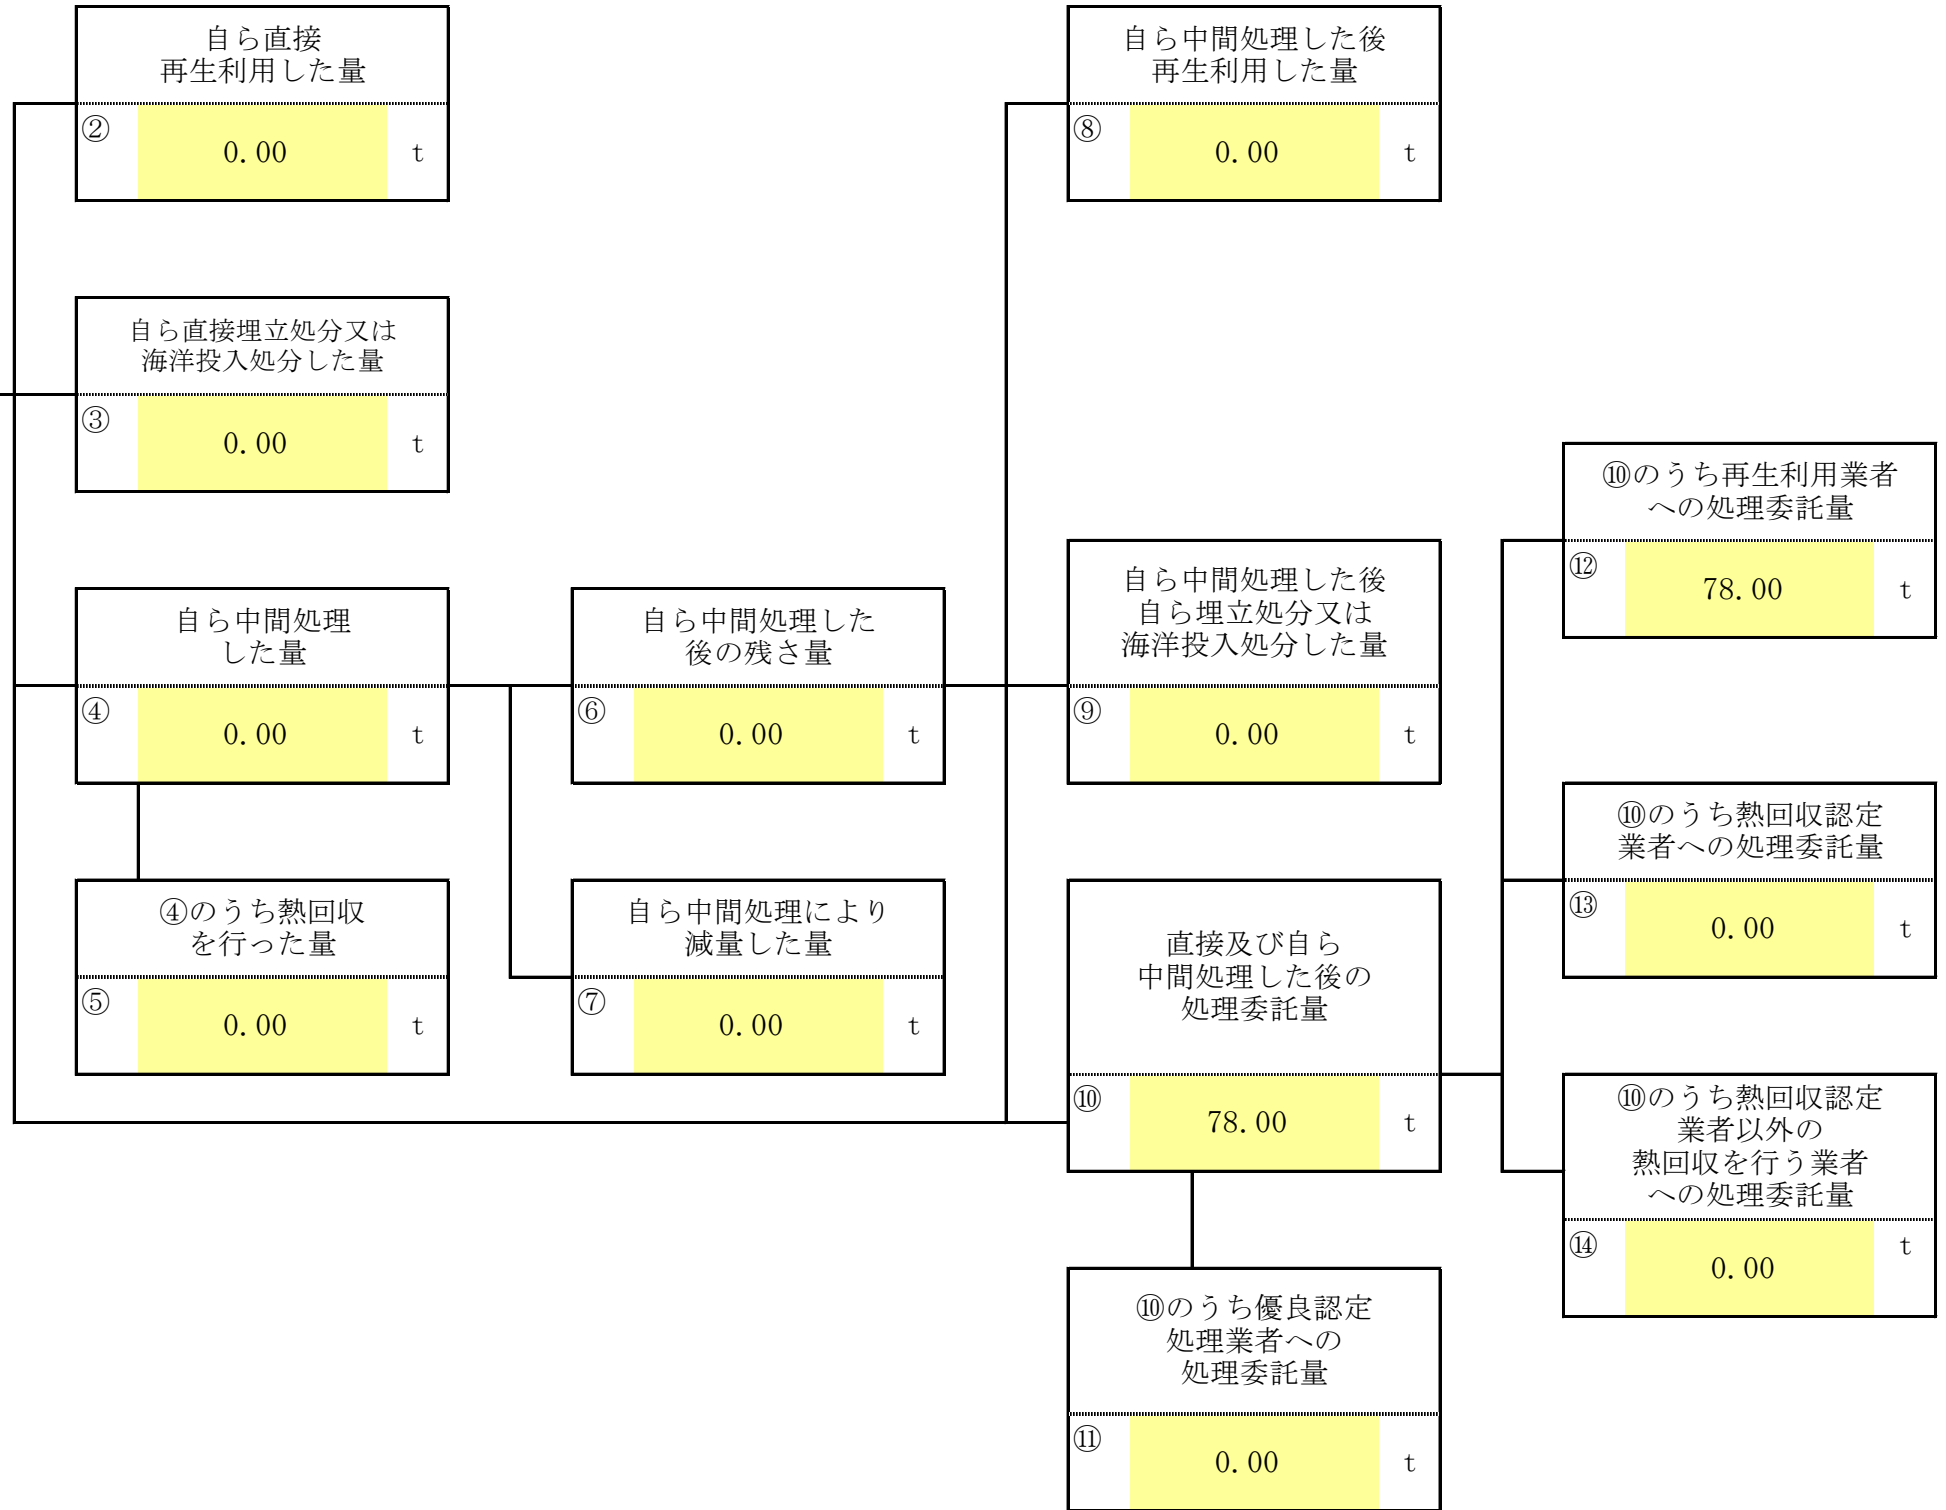 自ら直接
再生利用した量
② 0.00 t
自ら中間処理した後
再生利用した量
⑧ 0.00 t
自ら直接埋立処分又は
海洋投入処分した量
③ 0.00 t
⑩のうち再生利用業者
への処理委託量
⑫ 78.00 t
自ら中間処理
した量
④ 0.00 t
自ら中間処理した
後の残さ量
⑥ 0.00 t
自ら中間処理した後
自ら埋立処分又は
海洋投入処分した量
⑨ 0.00 t
⑩のうち熱回収認定
業者への処理委託量
⑬ 0.00 t
④のうち熱回収
を行った量
⑤ 0.00 t
自ら中間処理により
減量した量
⑦ 0.00 t
直接及び自ら
中間処理した後の
処理委託量
⑩ 78.00 t
⑩のうち熱回収認定
業者以外の
熱回収を行う業者
への処理委託量
⑭ 0.00 t
⑩のうち優良認定
処理業者への
処理委託量
⑪ 0.00 t